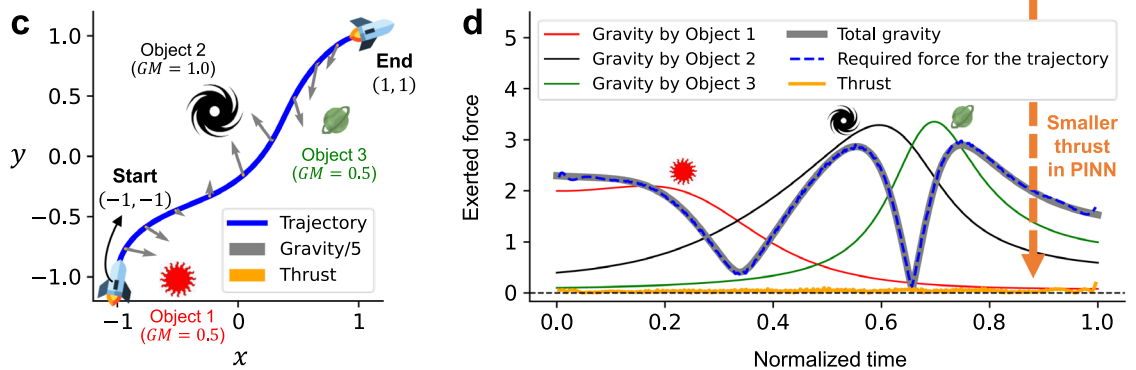 c
1.0
0.5
0.0
−0.5
−1.0
y
Object 2
(GM = 1.0)
End
(1, 1)
Object 3
(GM = 0.5)
Start
(−1, −1)
Trajectory
Gravity/5
Thrust
Object 1
(GM = 0.5)
−1
0
1
x
d
5
4
3
2
1
0
Exerted force
Gravity by Object 1
Gravity by Object 2
Gravity by Object 3
Total gravity
Required force for the trajectory
Thrust
Smaller
thrust
in PINN
0.0
0.2
0.4
0.6
0.8
1.0
Normalized time